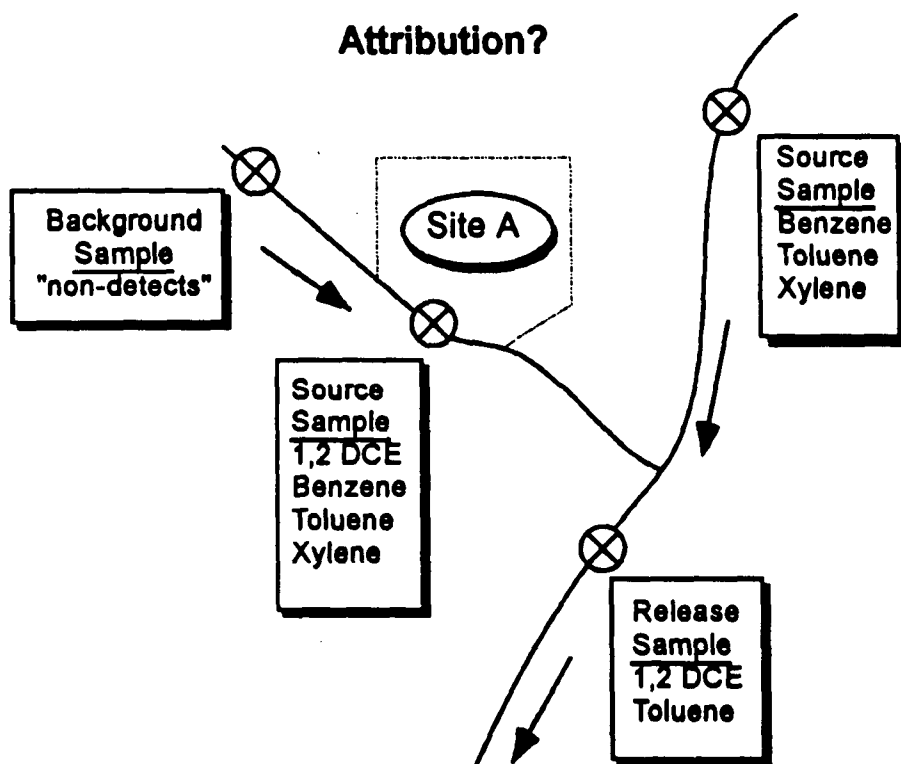 Attribution?
Background
Sample
"non-detects"
Site A
Source
Sample
Benzene
Toluene
Xylene
Source
Sample
1,2 DCE
Benzene
Toluene
Xylene
Release
Sample
1,2 DCE
Toluene